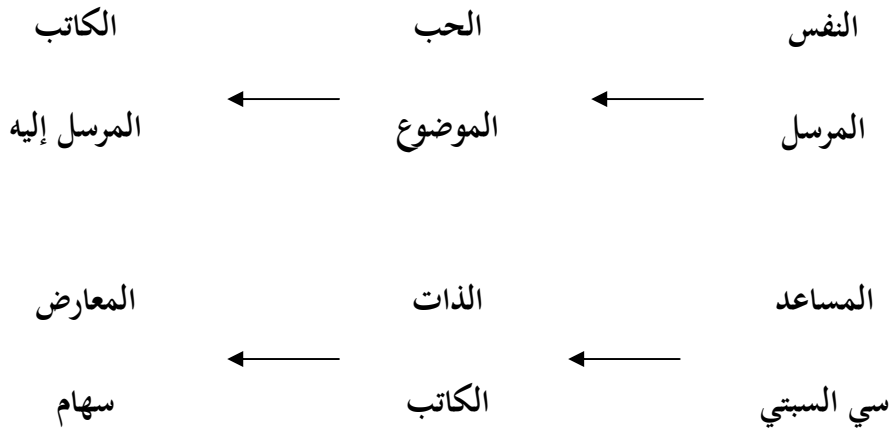 النفس الحب الكاتب
المرسل الموضوع المرسل إليه
المساعد الذات المعارض
سي السبتي الكاتب سهام